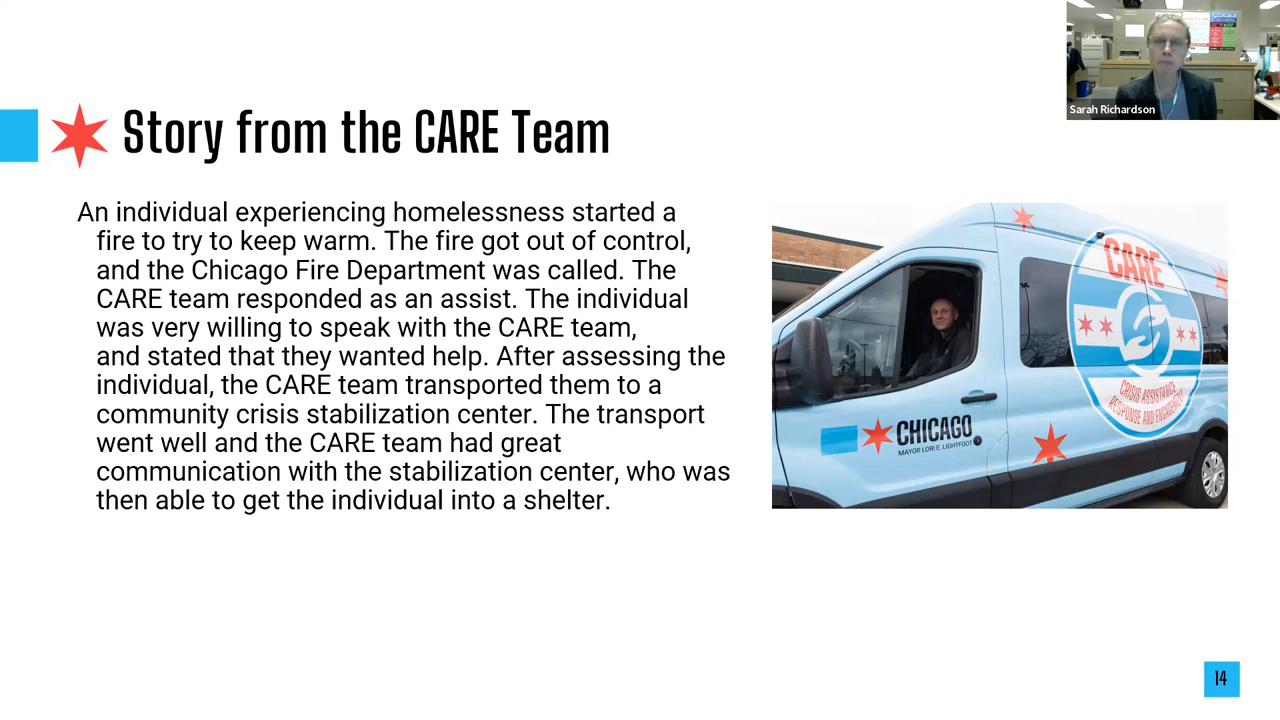 Sarah Richardson
Story from the CARE Team
An individual experiencing homelessness started a
fire to try to keep warm. The fire got out of control,
and the Chicago Fire Department was called. The
CARE team responded as an assist. The individual
was very willing to speak with the CARE team,
and stated that they wanted help. After assessing the
individual, the CARE team transported them to a
community crisis stabilization center. The transport
went well and the CARE team had great
communication with the stabilization center, who was
then able to get the individual into a shelter.
CARE
CRISIS ASSISTANCE
RESPONSE AND ENGAGEMENT
CHICAGO
MAYOR LORI E. LIGHTFOOT
14